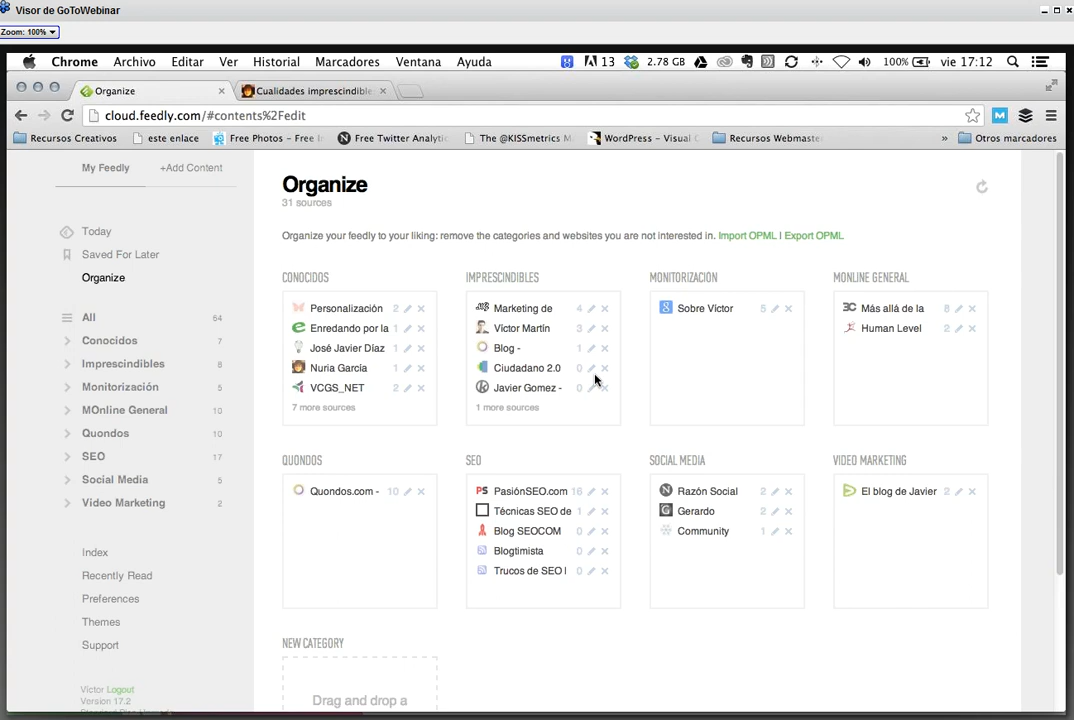 Visor de GoToWebinar
Zoom: 100%
Chrome Archivo Editar Ver Historial Marcadores Ventana Ayuda 13 2.78 GB 100% vie 17:12
Organize
Cualidades imprescindible
cloud.feedly.com/#contents%2Fedit
Recursos Creativos este enlace Free Photos - Free I Free Twitter Analytic The @KISSmetrics M WordPress – Visual C Recursos Webmaster » Otros marcadores
My Feedly +Add Content
Today
Saved For Later
Organize
All 64
Conocidos 7
Imprescindibles 8
Monitorización 5
MOnline General 10
Quondos 10
SEO 17
Social Media 5
Video Marketing 2
Index
Recently Read
Preferences
Themes
Support
Víctor Logout
Version 17.2
Organize
31 sources
Organize your feedly to your liking: remove the categories and websites you are not interested in. Import OPML | Export OPML
CONOCIDOS
Personalización 2
Enredando por la 1
José Javier Díaz 1
Nuria García 1
VCGS_NET 2
7 more sources
IMPRESCINDIBLES
Marketing de 4
Víctor Martín 3
Blog - 1
Ciudadano 2.0 0
Javier Gomez - 0
1 more sources
MONITORIZACIÓN
Sobre Víctor 5
MONLINE GENERAL
Más allá de la 8
Human Level 2
QUONDOS
Quondos.com - 10
SEO
PS PasiónSEO.com 16
Técnicas SEO de 1
Blog SEOCOM 0
Blogtimista 0
Trucos de SEO 0
SOCIAL MEDIA
Razón Social 2
Gerardo 2
Community 1
VIDEO MARKETING
El blog de Javier 2
NEW CATEGORY
Drag and drop a